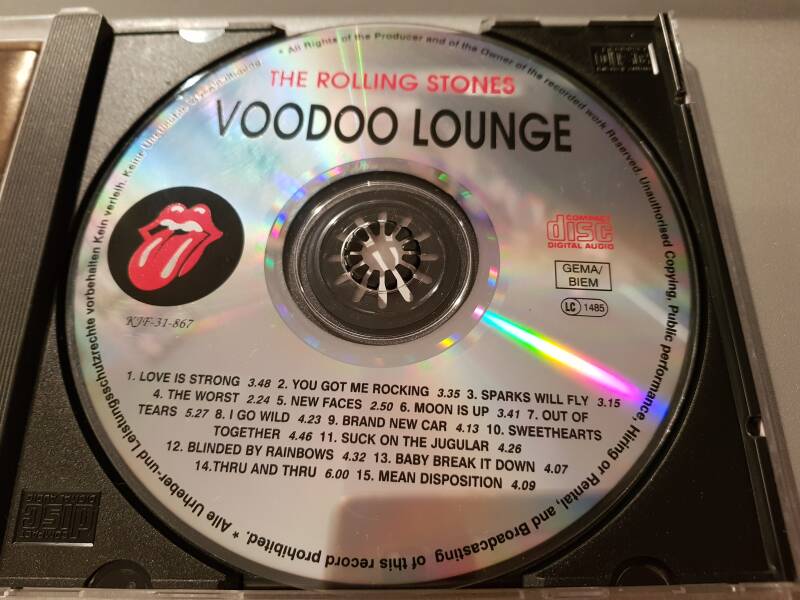 THE ROLLING STONES
VOODOO LOUNGE
COMPACT
disc
DIGITAL AUDIO
GEMA/
BIEM
LC 1485
KJF-31-867
1. LOVE IS STRONG 3.48 2. YOU GOT ME ROCKING 3.35 3. SPARKS WILL FLY 3.15
4. THE WORST 2.24 5. NEW FACES 2.50 6. MOON IS UP 3.41 7. OUT OF
TEARS 5.27 8. I GO WILD 4.23 9. BRAND NEW CAR 4.13 10. SWEETHEARTS
TOGETHER 4.46 11. SUCK ON THE JUGULAR 4.26
12. BLINDED BY RAINBOWS 4.32 13. BABY BREAK IT DOWN 4.07
14.THRU AND THRU 6.00 15. MEAN DISPOSITION 4.09
* All Rights of the Producer and of the Owner of the recorded work Reserved. Unauthorised Copying, Public performance, Hiring or Rental, and Broadcasting of this record prohibited.
* Alle Urheber-und Leistungsschutzrechte vorbehalten Kein verleih. Keine
COMPACT
disc
DIGITAL AUDIO